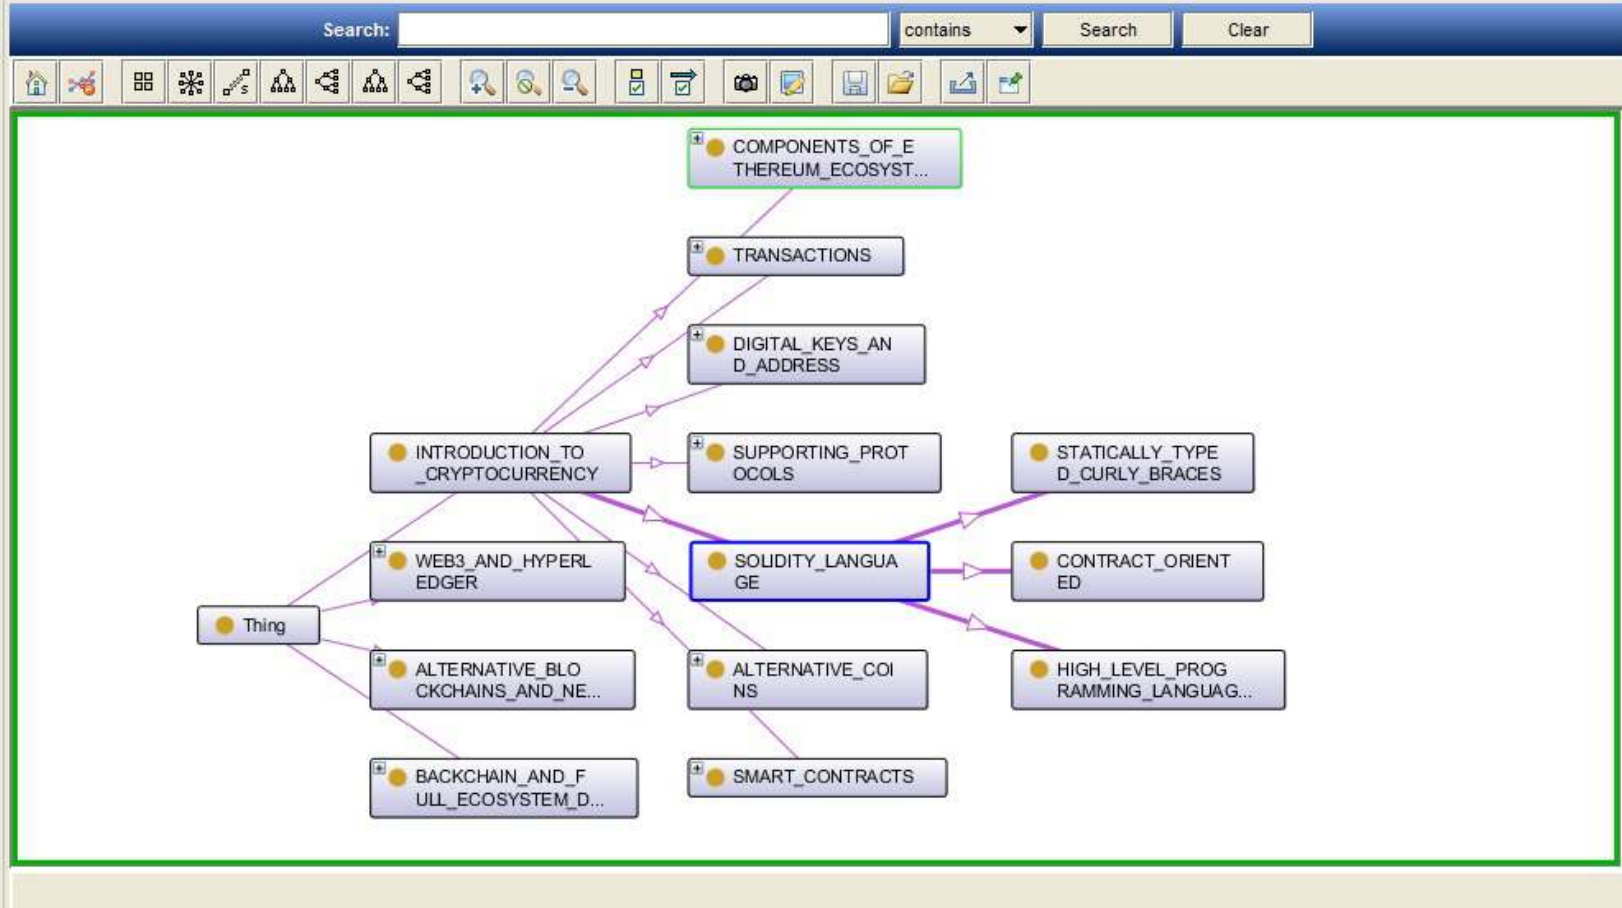 Search:
contains
Search
Clear
COMPONENTS_OF_E
THEREUM_ECOSYST...
TRANSACTIONS
DIGITAL_KEYS_AN
D_ADDRESS
INTRODUCTION_TO
_CRYPTOCURRENCY
SUPPORTING_PROT
OCOLS
STATICALLY_TYPE
D_CURLY_BRACES
WEB3_AND_HYPERL
EDGER
SOLIDITY_LANGUA
GE
CONTRACT_ORIENT
ED
Thing
ALTERNATIVE_BLO
CKCHAINS_AND_NE...
ALTERNATIVE_COI
NS
HIGH_LEVEL_PROG
RAMMING_LANGUAG...
BACKCHAIN_AND_F
ULL_ECOSYSTEM_D...
SMART_CONTRACTS